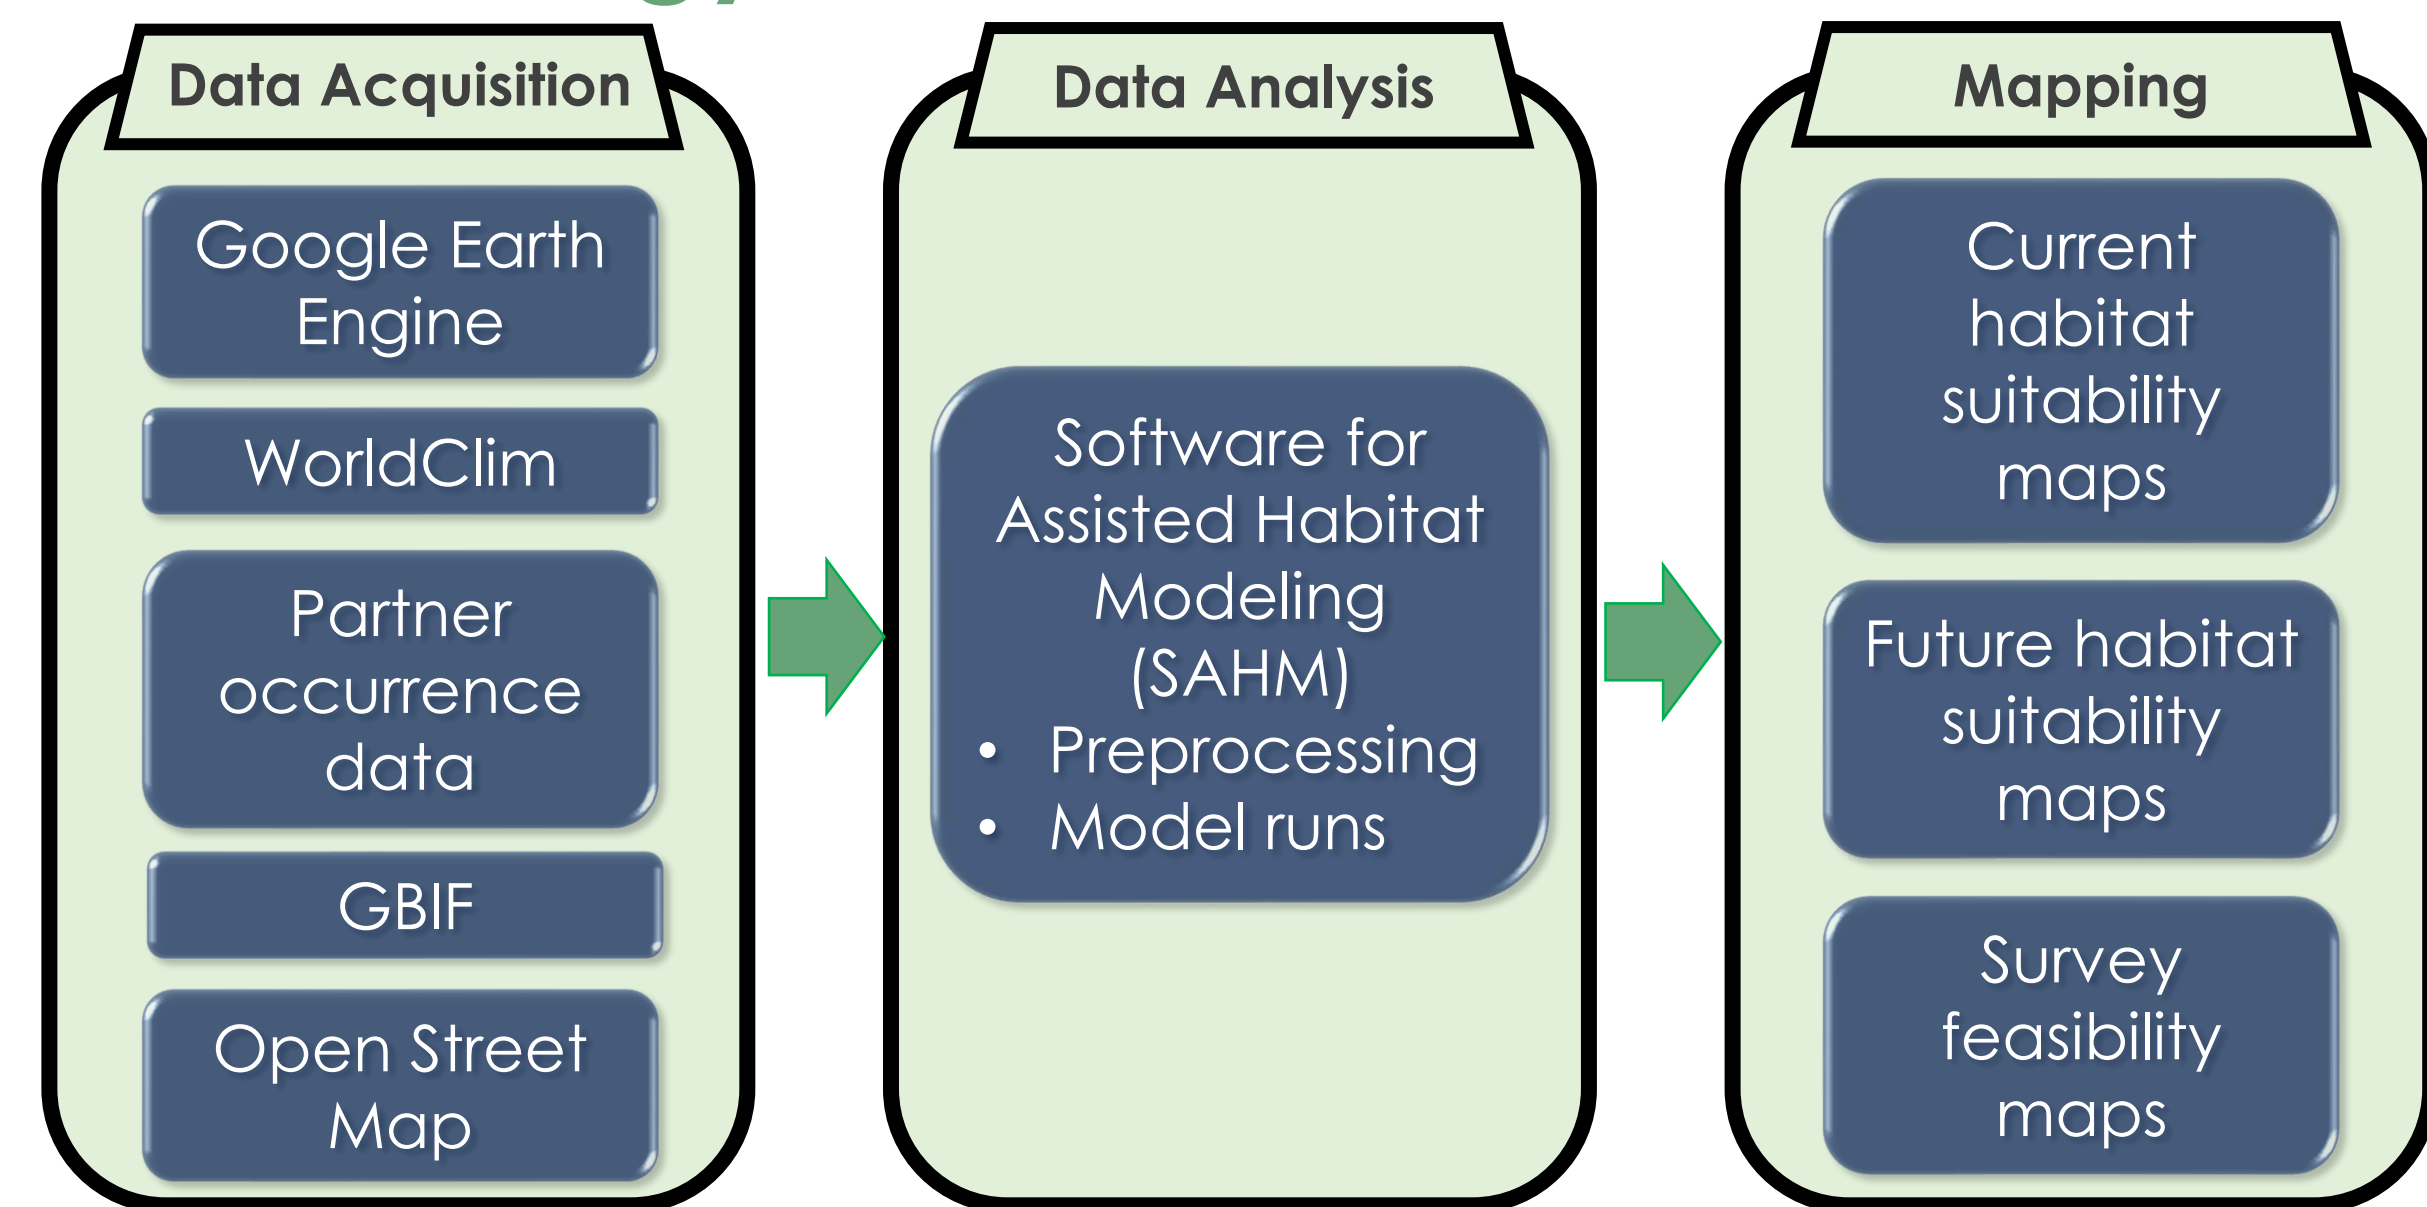 Data Acquisition
Google Earth
Engine
WorldClim
Partner
occurrence
data
GBIF
Open Street
Map
Data Analysis
Software for
Assisted Habitat
Modeling
(SAHM)
• Preprocessing
• Model runs
Mapping
Current
habitat
suitability
maps
Future habitat
suitability
maps
Survey
feasibility
maps